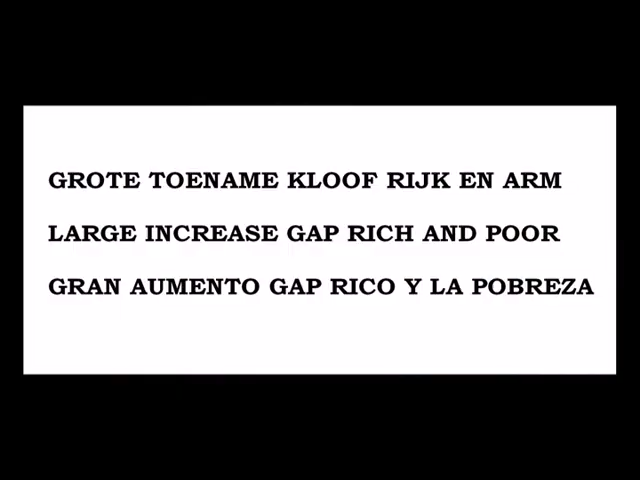 GROTE TOENAME KLOOF RIJK EN ARM
LARGE INCREASE GAP RICH AND POOR
GRAN AUMENTO GAP RICO Y LA POBREZA